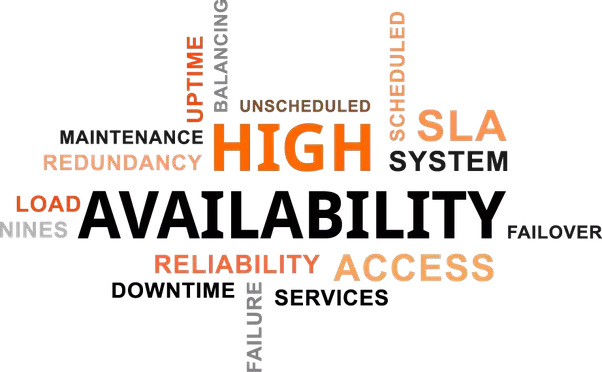 BALANCING
SCHEDULED
UPTIME
UNSCHEDULED
SLA
MAINTENANCE
HIGH
REDUNDANCY
SYSTEM
LOAD
AVAILABILITY
NINES
FAILOVER
RELIABILITY
ACCESS
DOWNTIME
SERVICES
FAILURE